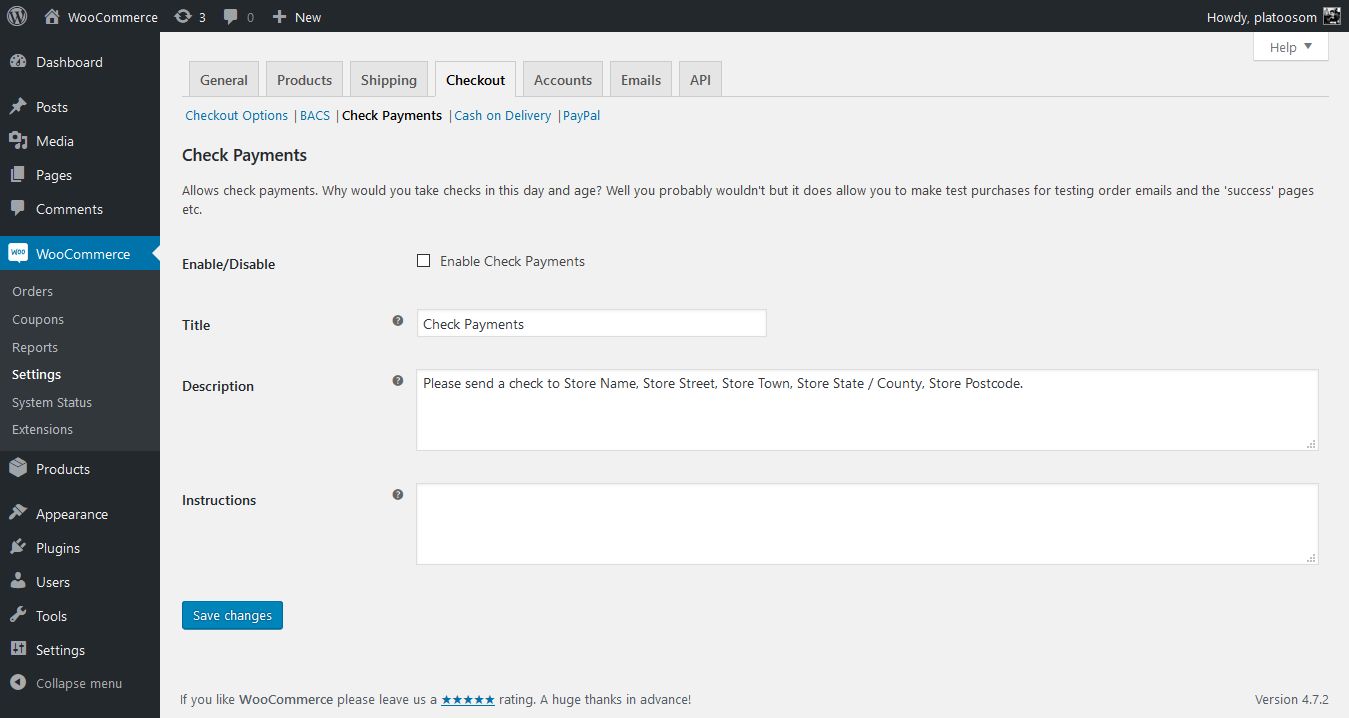 WooCommerce 3 0 New Howdy, platoosom
Help
Dashboard
Posts
Media
Pages
Comments
Woo WooCommerce
Orders
Coupons
Reports
Settings
System Status
Extensions
Products
Appearance
Plugins
Users
Tools
Settings
Collapse menu
General Products Shipping Checkout Accounts Emails API
Checkout Options | BACS | Check Payments | Cash on Delivery | PayPal
Check Payments
Allows check payments. Why would you take checks in this day and age? Well you probably wouldn't but it does allow you to make test purchases for testing order emails and the 'success' pages
etc.
Enable/Disable Enable Check Payments
Title ? Check Payments
Description ? Please send a check to Store Name, Store Street, Store Town, Store State / County, Store Postcode.
Instructions ?
Save changes
If you like WooCommerce please leave us a ★★★★★ rating. A huge thanks in advance! Version 4.7.2